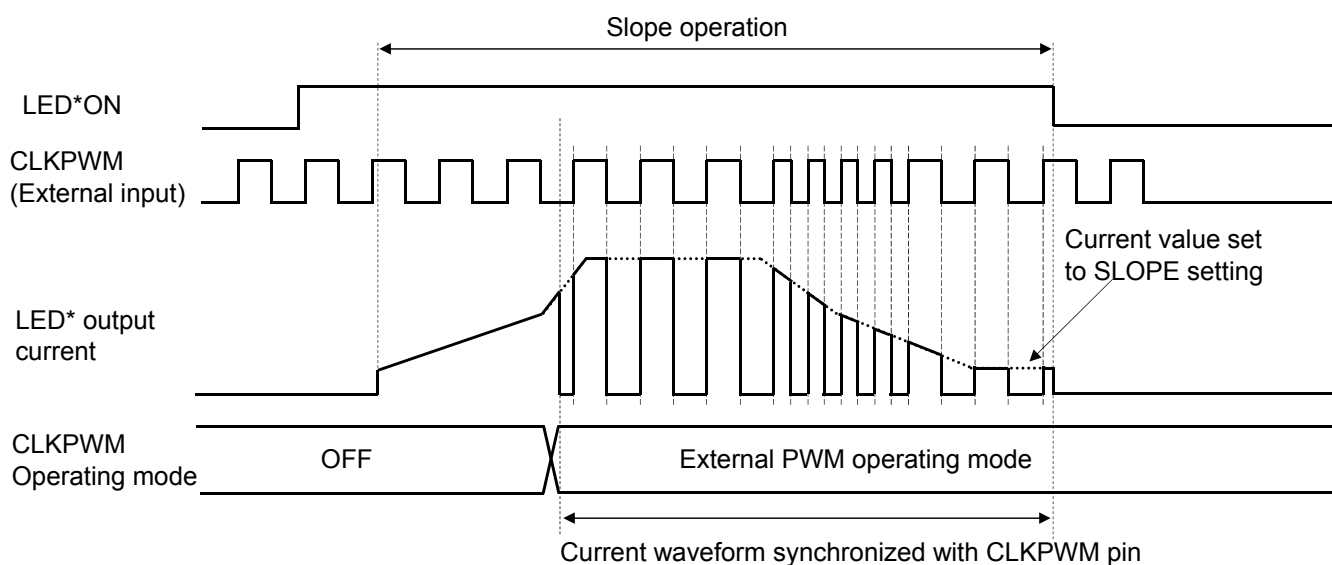 Slope operation
LED*ON
CLKPWM
(External input)
Current value set
to SLOPE setting
LED* output
current
CLKPWM
Operating mode
OFF
External PWM operating mode
Current waveform synchronized with CLKPWM pin